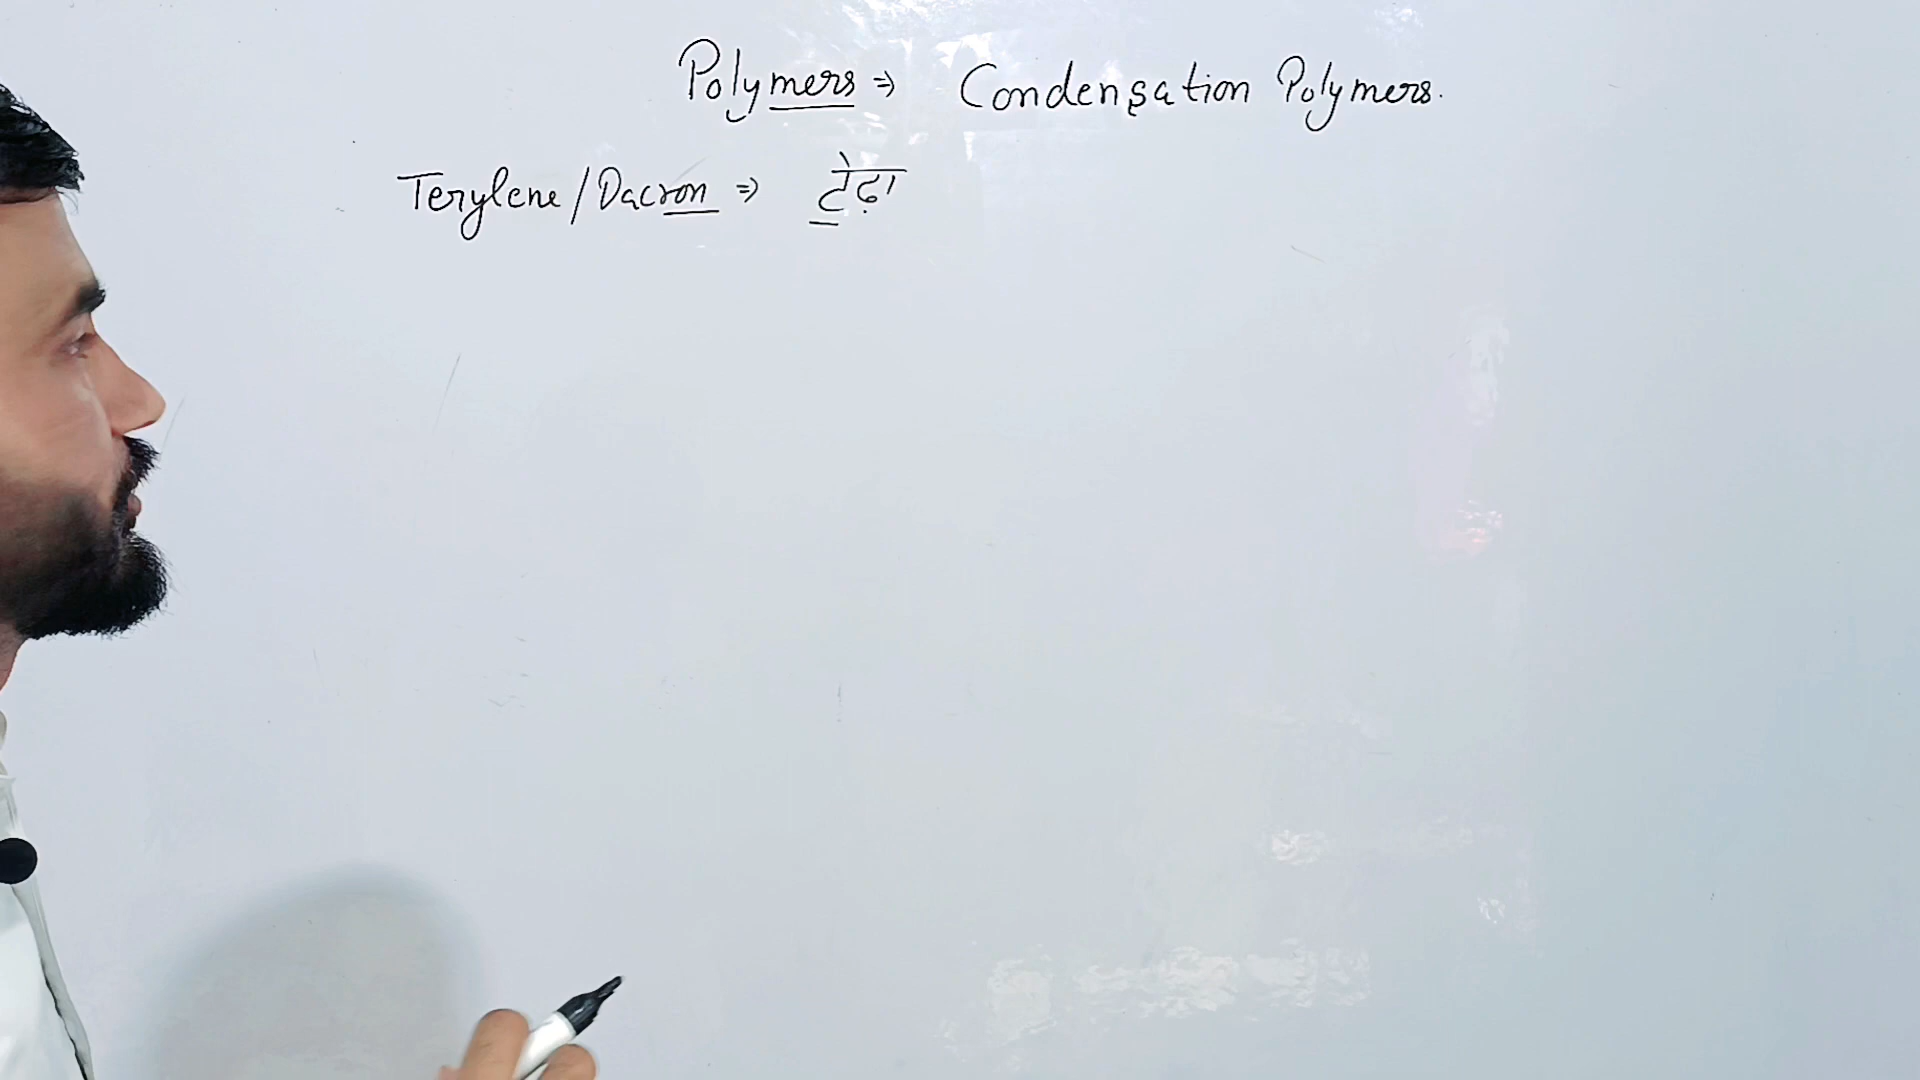 Polymers ⇒ Condensation Polymers.
Terylene/Dacron ⇒ टेढ़ा